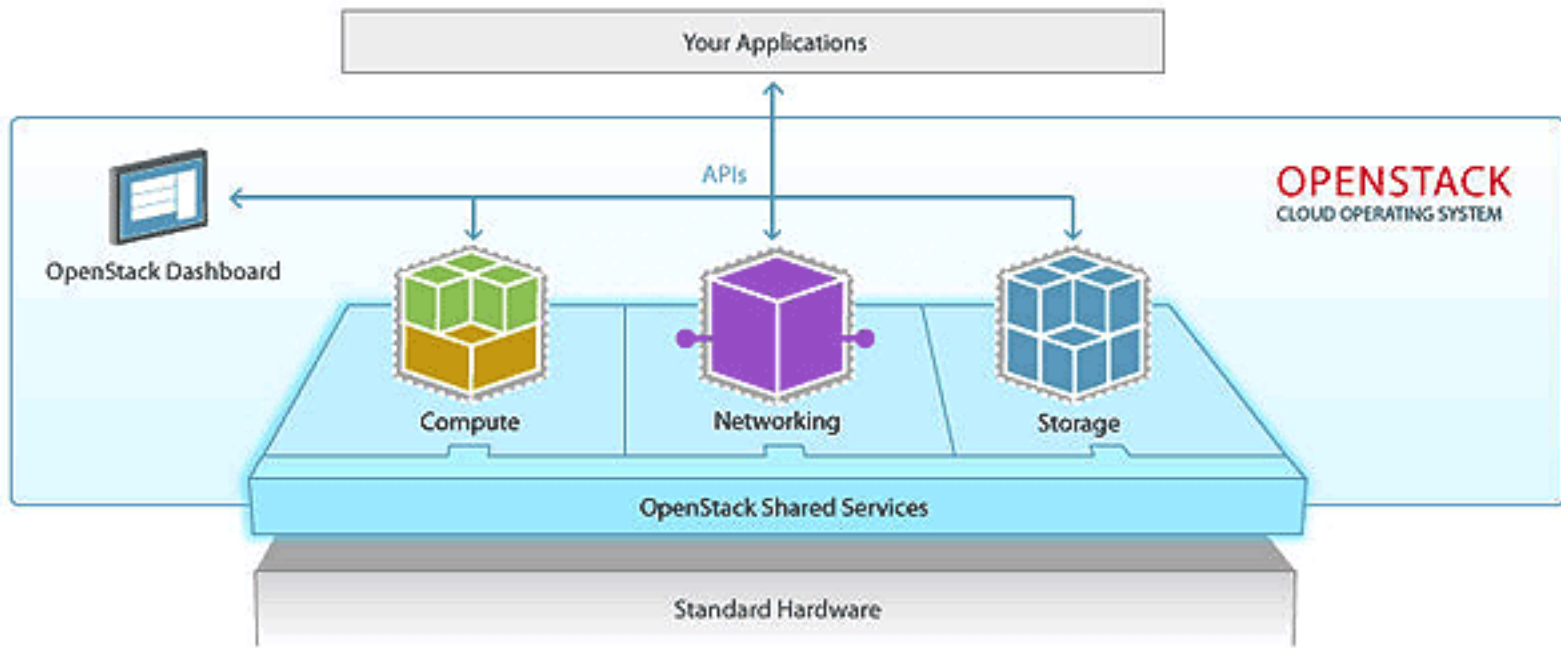 Your Applications
APIs
OPENSTACK
CLOUD OPERATING SYSTEM
OpenStack Dashboard
Compute
Networking
Storage
OpenStack Shared Services
Standard Hardware